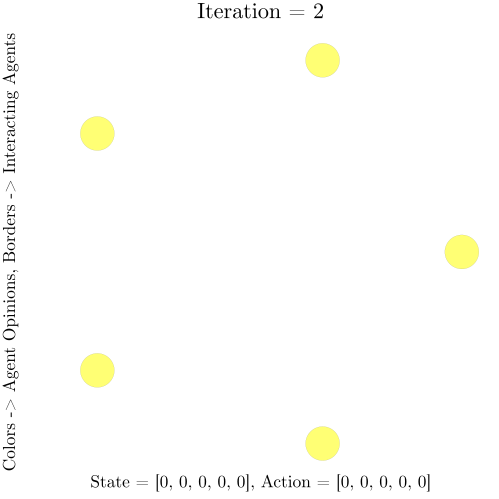 Iteration = 2
Colors -> Agent Opinions, Borders -> Interacting Agents
State = [0, 0, 0, 0, 0], Action = [0, 0, 0, 0, 0]